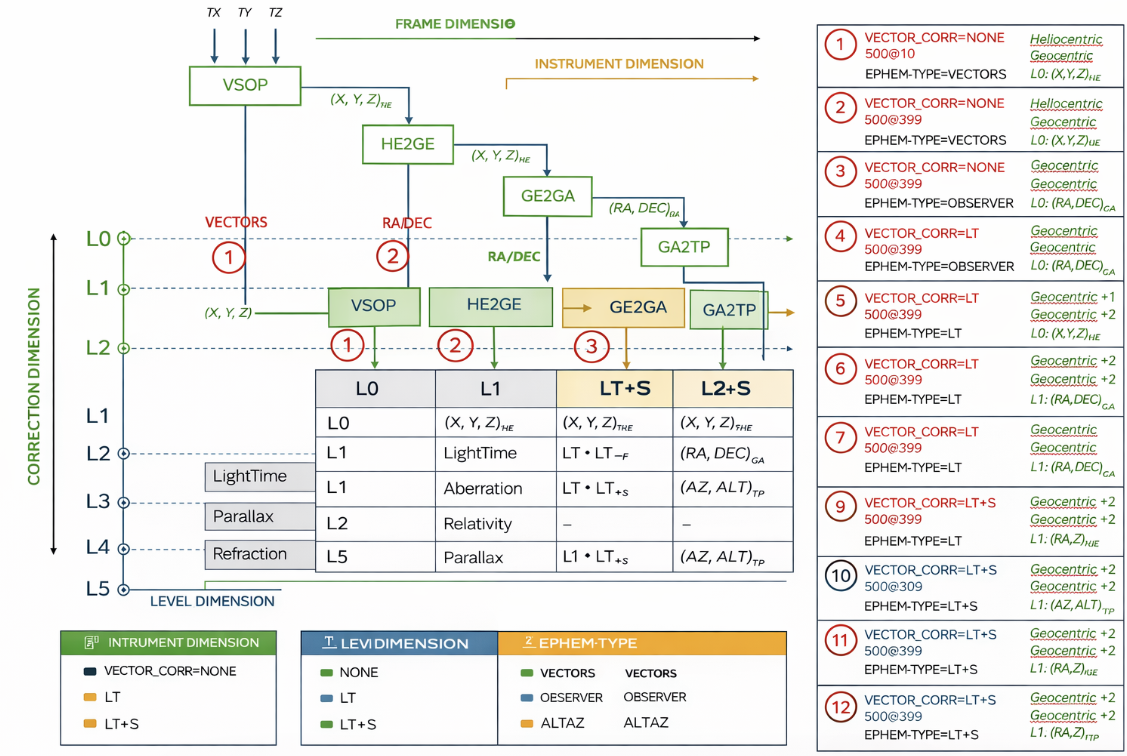 TX TY TZ
FRAME DIMENSI
INSTRUMENT DIMENSION
VSOP
(X, Y, Z)HE
HE2GE
(X, Y, Z)HE
GE2GA
(RA, DEC)GA
GA2TP
VECTORS
RA/DEC
RA/DEC
1
2
CORRECTION DIMENSION
L0
L1
L2
L1
L2
L3
L4
L5
(X, Y, Z)
VSOP
HE2GE
GE2GA
GA2TP
1
2
3
L0 L1 LT+S L2+S
L0 (X, Y, Z)HE (X, Y, Z)THE (X, Y, Z)THE
L1 LightTime LT • LT−F (RA, DEC)GA
L1 Aberration LT • LT+S (AZ, ALT)TP
L2 Relativity – –
L5 Parallax L1 • LT+S (AZ, ALT)TP
LightTime
Parallax
Refraction
LEVEL DIMENSION
INTRUMENT DIMENSION
VECTOR_CORR=NONE
LT
LT+S
LEVIDIMENSION
NONE
LT
LT+S
2 EPHEM-TYPE
VECTORS VECTORS
OESERVER OBSERVER
ALTAZ ALTAZ
1 VECTOR_CORR=NONE Hellocentric
500@10 Geocentric
EPHEM-TYPE=VECTORS L0: (X,Y,Z)HE
2 VECTOR_CORR=NONE Hellocentric
500@399 Geocentric
EPHEM-TYPE=VECTORS L0: (X,Y,Z)
3 VECTOR_CORR=NONE Geocentric
500@399 Geocentric
EPHEM-TYPE=OBSERVER L0: (RA,DEC)GA
4 VECTOR_CORR=LT Geocentric
500@399 Geocentric
EPHEM-TYPE=OBSERVER L0: (RA,DEC)GA
5 VECTOR_CORR=LT Geocentric +1
500@399 Geocentric +2
EPHEM-TYPE=LT L0: (X,Y,Z)HE
6 VECTOR_CORR=LT Geocentric +2
500@399 Geocentric +2
EPHEM-TYPE=LT L1: (RA,DEC)GA
7 VECTOR_CORR=LT Geocentric
500@399 Geocentric
EPHEM-TYPE=LT L1: (RA,DEC)GA
9 VECTOR_CORR=LT+S Geocentric +2
500@399 Geocentric +2
EPHEM-TYPE=LT L1: (RA,Z)
10 VECTOR_CORR=LT+S Geocentric +2
500@309 Geocentric +2
EPHEM-TYPE=LT+S L1: (AZ,ALT)TP
11 VECTOR_CORR=LT+S Geocentric +2
500@399 Geocentric +2
EPHEM-TYPE=LT+S L1: (RA,Z)
12 VECTOR_CORR=LT+S Geocentric +2
500@399 Geocentric +2
EPHEM-TYPE=LT+S L1: (RA,Z)